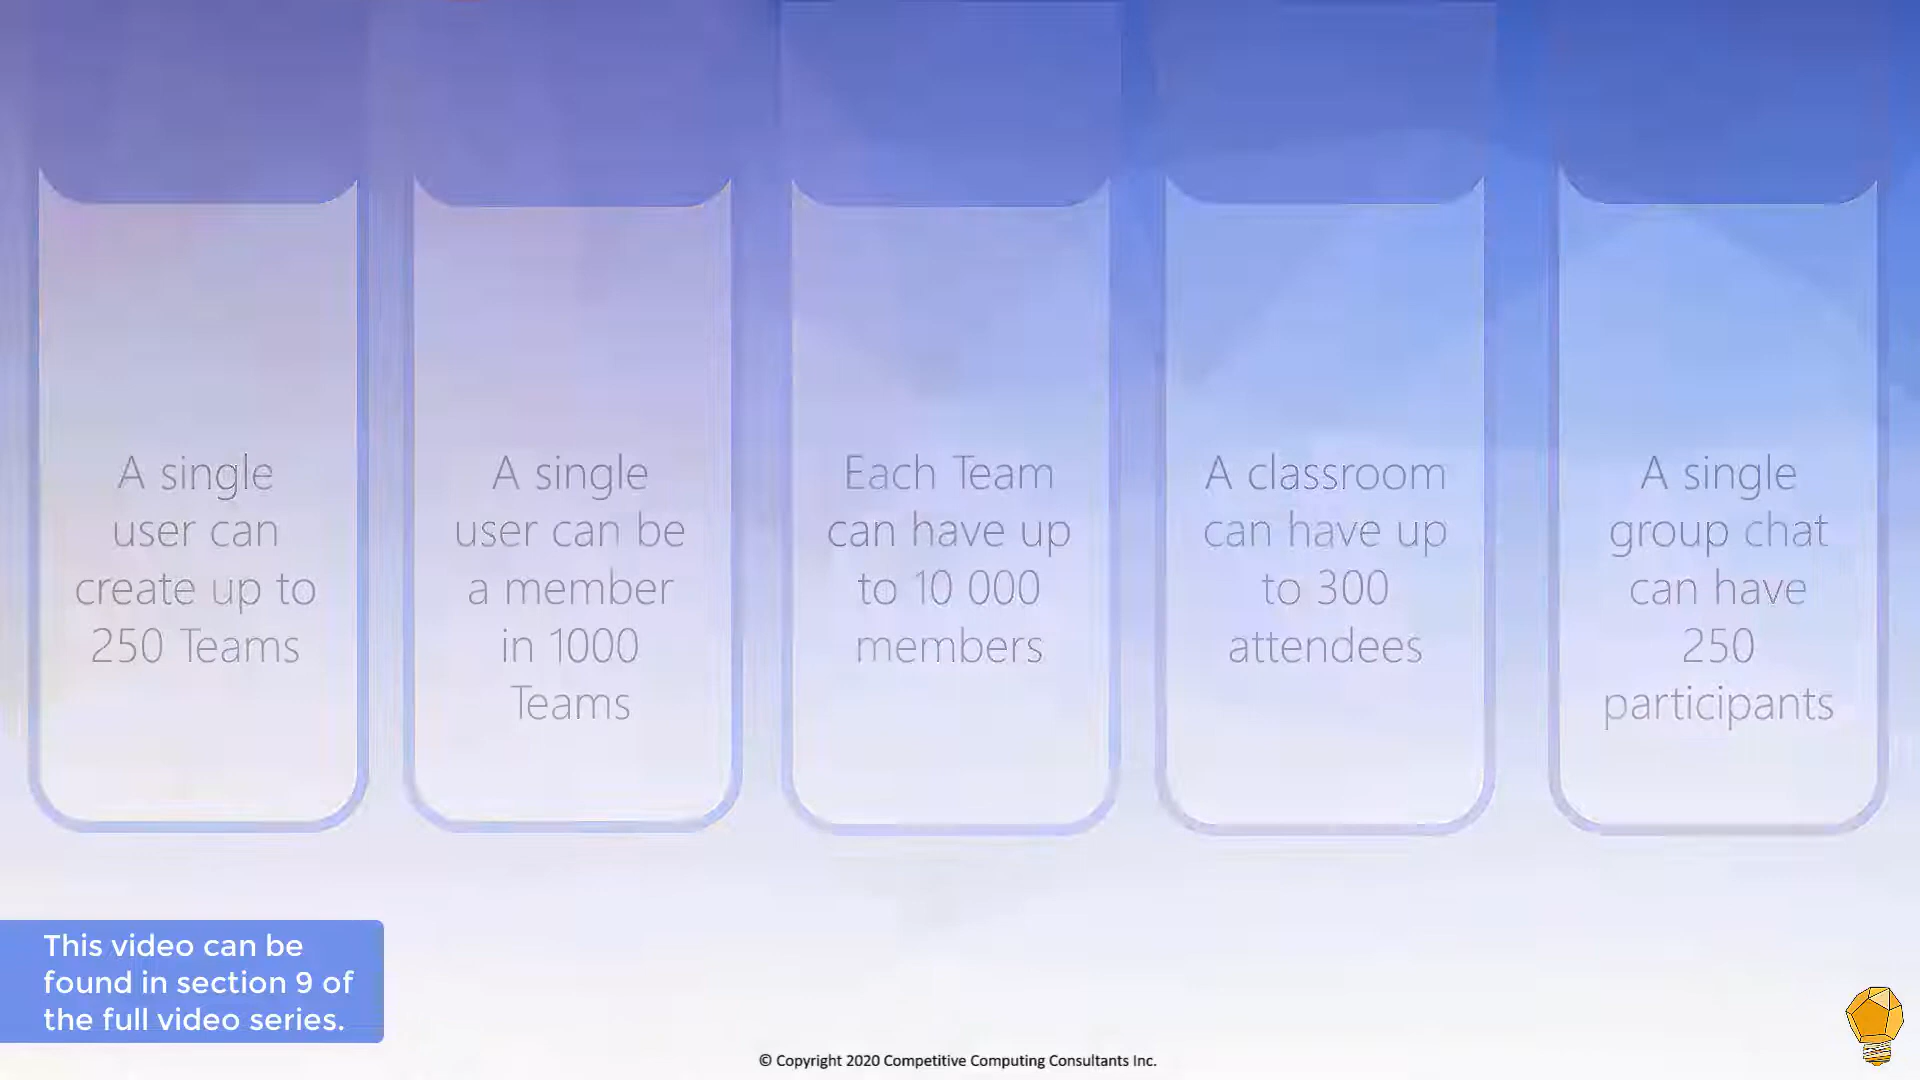 A single
user can
create up to
250 Teams
A single
user can be
a member
in 1000
Teams
Each Team
can have up
to 10 000
members
A classroom
can have up
to 300
attendees
A single
group chat
can have
250
participants
This video can be
found in section 9 of
the full video series.
© Copyright 2020 Competitive Computing Consultants Inc.